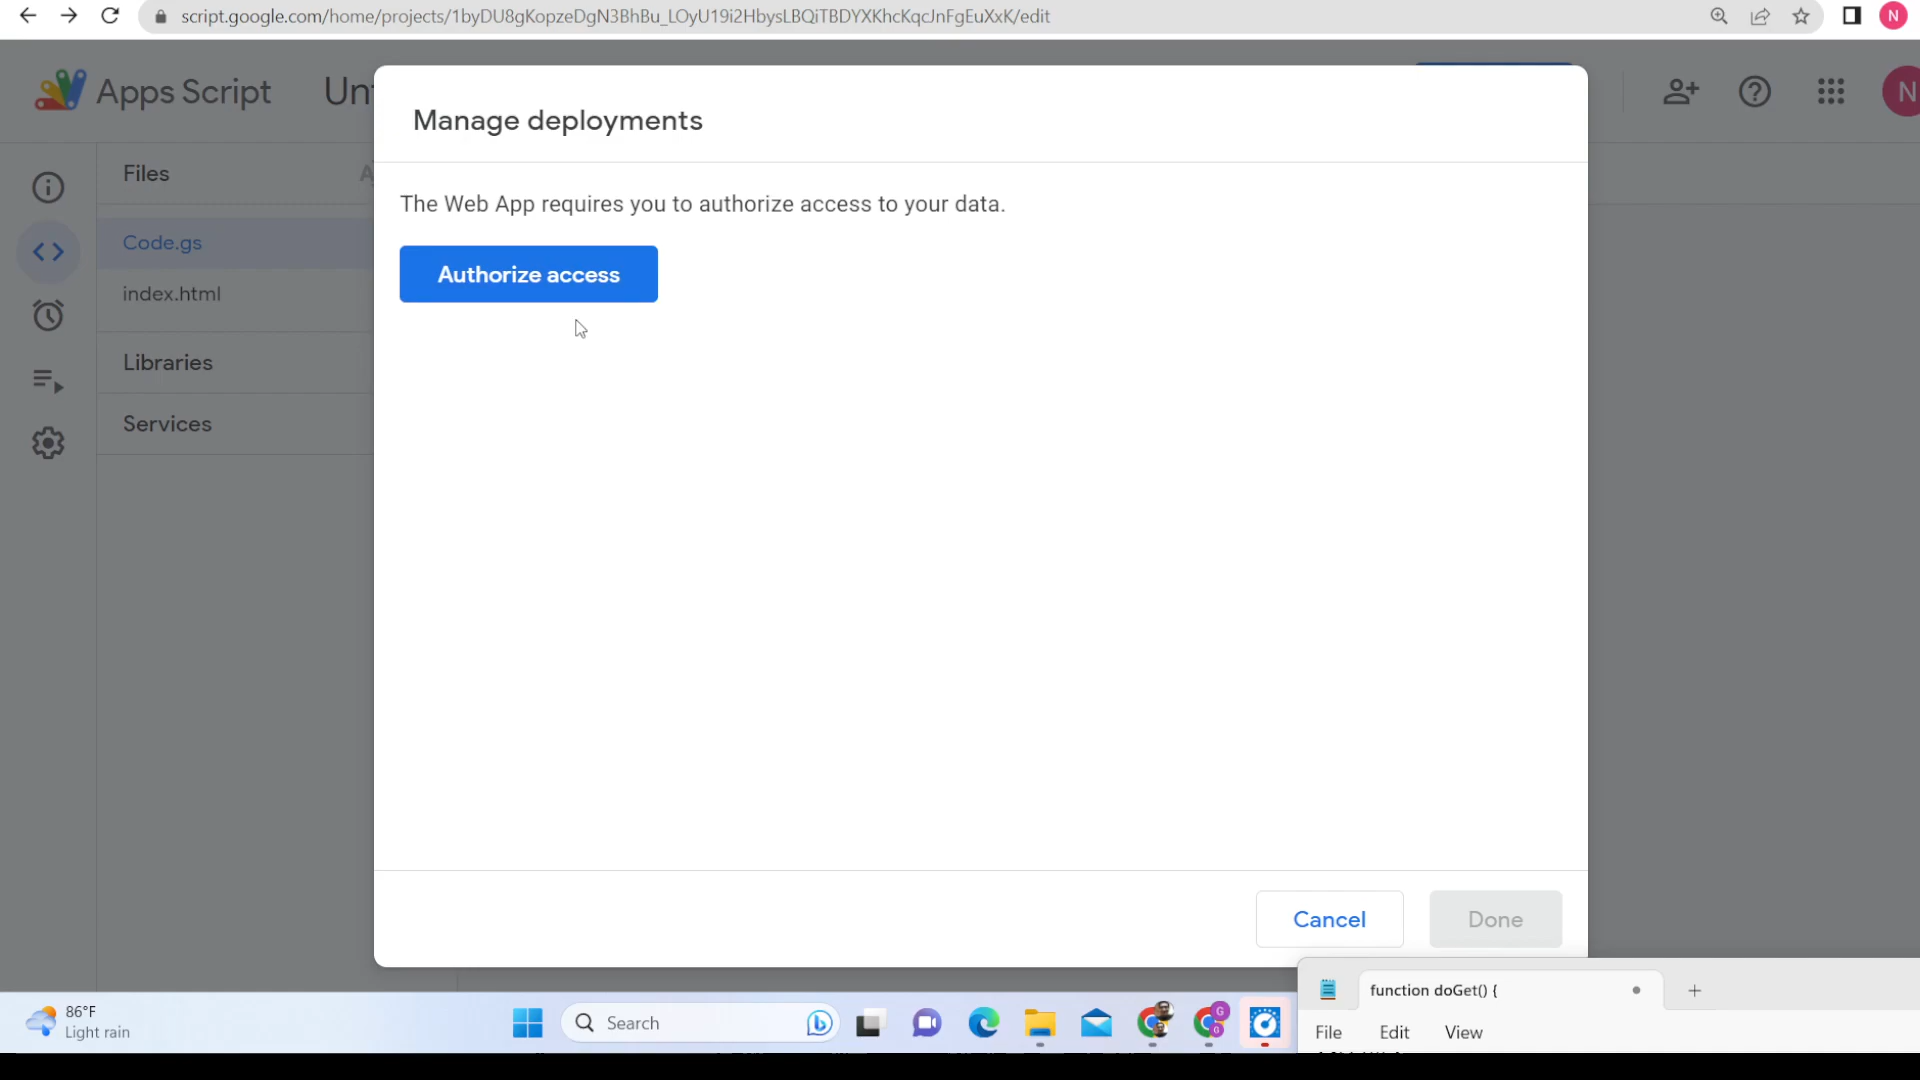 script.google.com/home/projects/1byDU8gKopzeDgN3BhBu_LOyU19i2HbysLBQiTBDYXKhcKqcJnFgEuXxK/edit
N
Apps Script
Unt
N
Manage deployments
Files
The Web App requires you to authorize access to your data.
Code.gs
Authorize access
index.html
Libraries
Services
Cancel
Done
function doGet() {
86°F
Light rain
Search
File Edit View